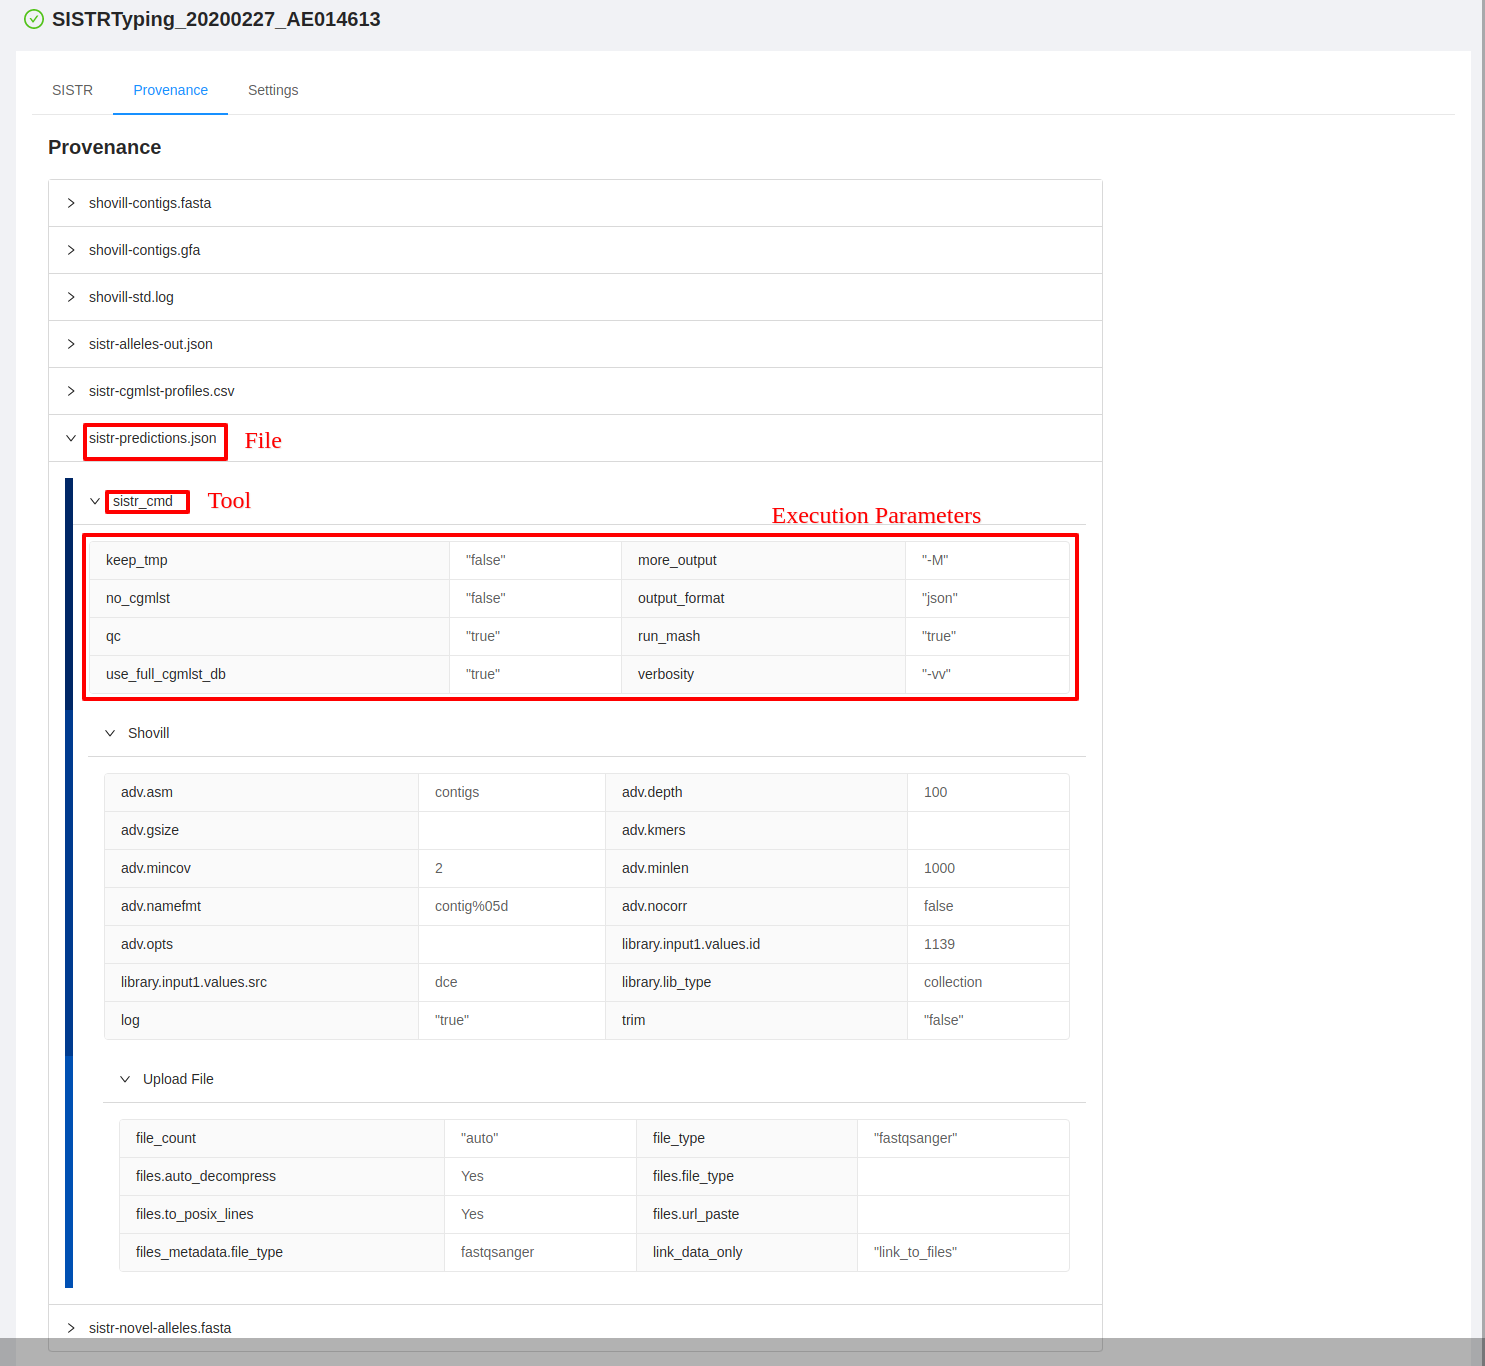 SISTRTyping_20200227_AE014613
SISTR Provenance Settings
Provenance
shovill-contigs.fasta
shovill-contigs.gfa
shovill-std.log
sistr-alleles-out.json
sistr-cgmlst-profiles.csv
sistr-predictions.json File
sistr_cmd Tool
Execution Parameters
keep_tmp "false" more_output "-M"
no_cgmlst "false" output_format "json"
qc "true" run_mash "true"
use_full_cgmlst_db "true" verbosity "-vv"
Shovill
adv.asm contigs adv.depth 100
adv.gsize adv.kmers
adv.mincov 2 adv.minlen 1000
adv.namefmt contig%05d adv.nocorr false
adv.opts library.input1.values.id 1139
library.input1.values.src dce library.lib_type collection
log "true" trim "false"
Upload File
file_count "auto" file_type "fastqsanger"
files.auto_decompress Yes files.file_type
files.to_posix_lines Yes files.url_paste
files_metadata.file_type fastqsanger link_data_only "link_to_files"
sistr-novel-alleles.fasta